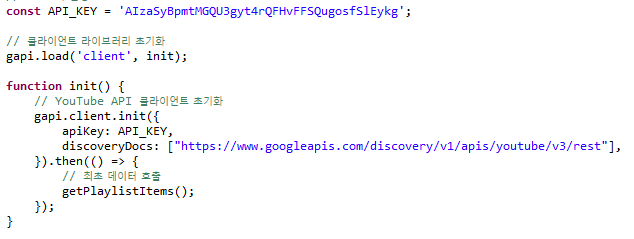 const API_KEY = 'AIzaSyBpmtMGQU3gyt4rQFHvFFSQugosfSlEykg';
// 클라이언트 라이브러리 초기화
gapi.load('client', init);
function init() {
// YouTube API 클라이언트 초기화
gapi.client.init({
apiKey: API_KEY,
discoveryDocs: ["https://www.googleapis.com/discovery/v1/apis/youtube/v3/rest"],
}).then(() => {
// 최초 데이터 호출
getPlaylistItems();
});
}